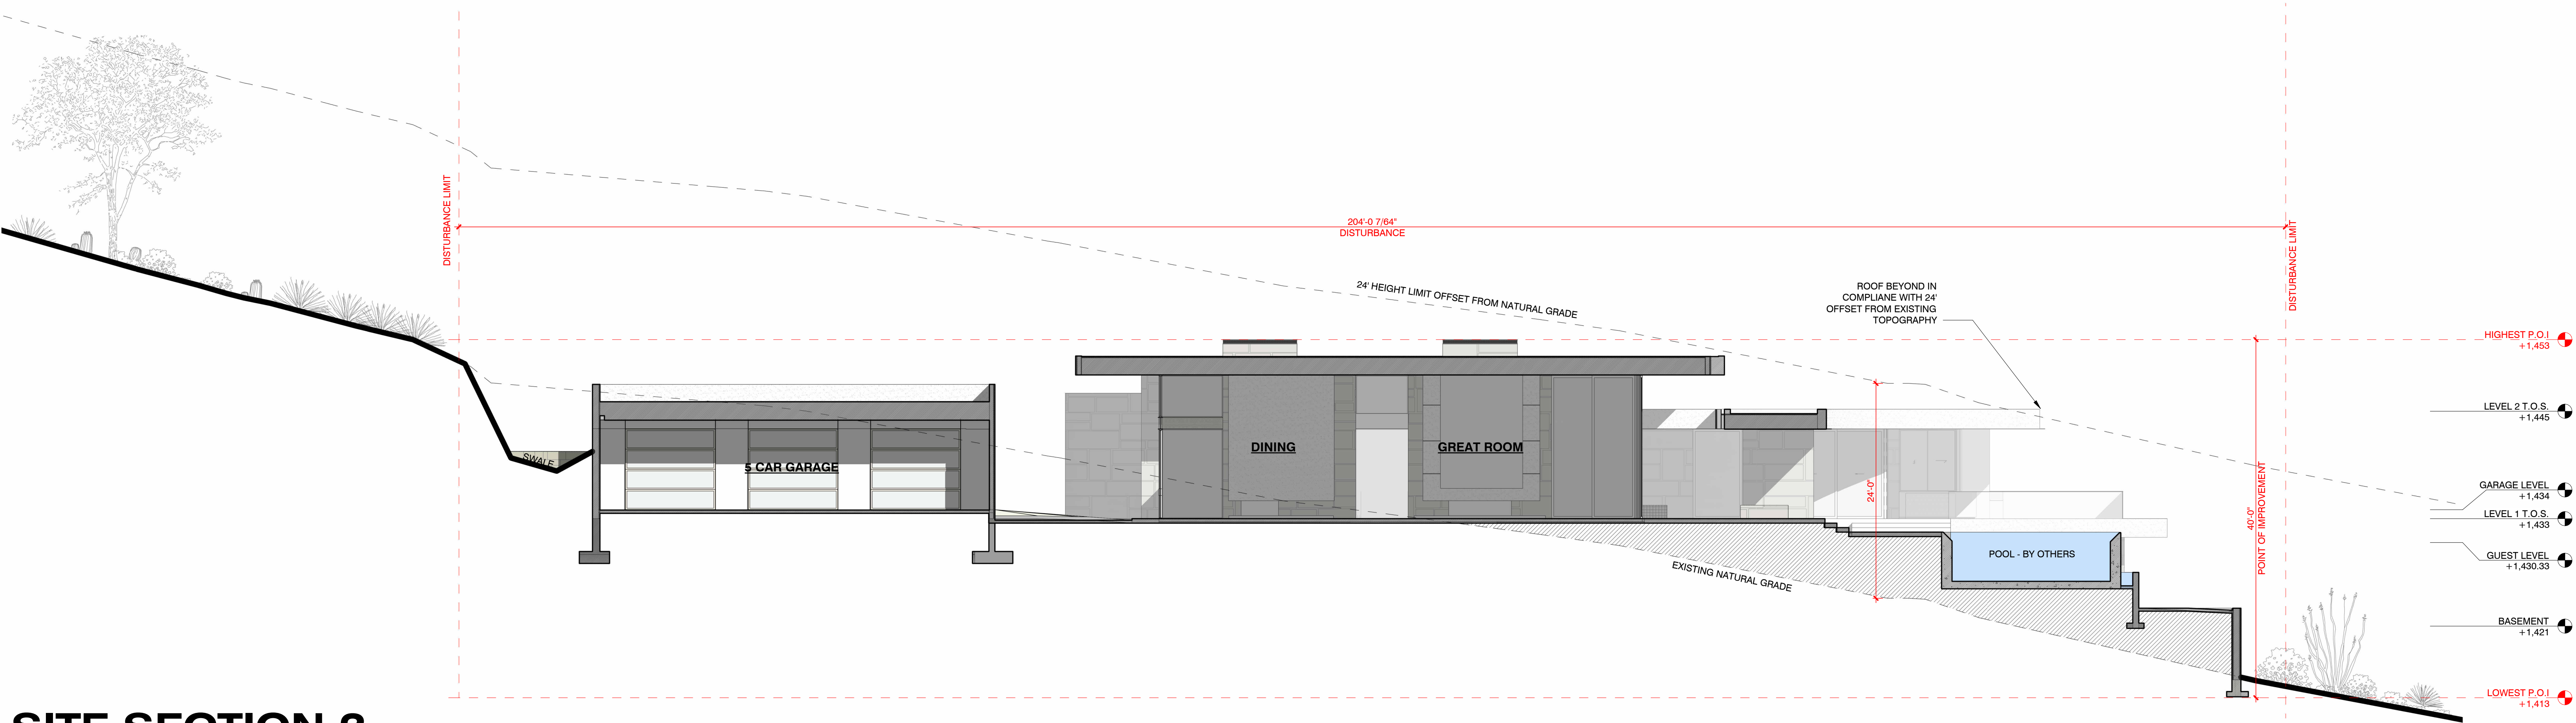 DISTURBANCE LIMIT
204'-0 7/64"
DISTURBANCE
DISTURBANCE LIMIT
24' HEIGHT LIMIT OFFSET FROM NATURAL GRADE
ROOF BEYOND IN
COMPLIANE WITH 24'
OFFSET FROM EXISTING
TOPOGRAPHY
HIGHEST P.O.I
+1,453
LEVEL 2 T.O.S.
+1,445
SWALE
5 CAR GARAGE
DINING
GREAT ROOM
24'-0"
40'-0"
POINT OF IMPROVEMENT
GARAGE LEVEL
+1,434
LEVEL 1 T.O.S.
+1,433
POOL - BY OTHERS
GUEST LEVEL
+1,430.33
EXISTING NATURAL GRADE
BASEMENT
+1,421
LOWEST P.O.I
+1,413
SITE SECTION